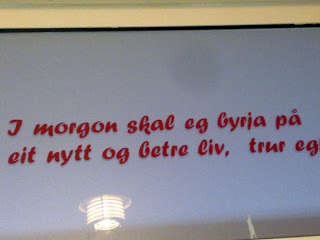 I morgon skal eg byrja på
eit nytt og betre liv, trur eg